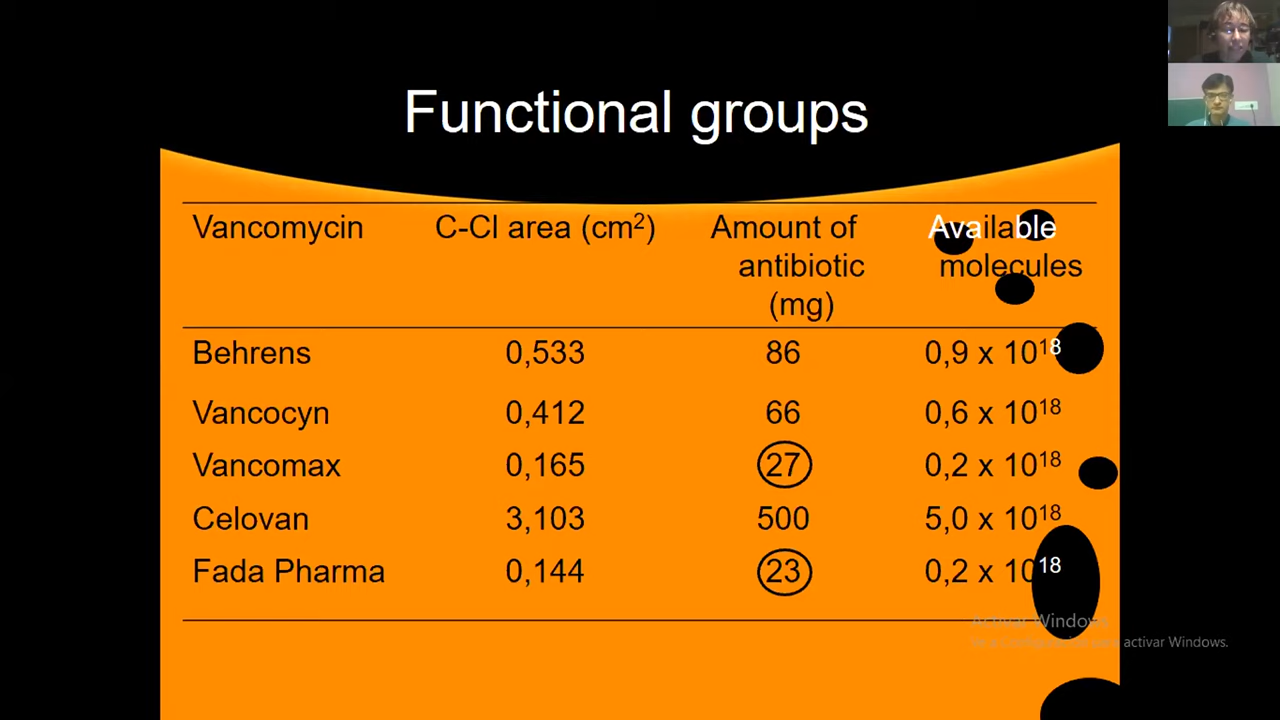 Functional groups
Vancomycin C-Cl area (cm²) Amount of Available
antibiotic molecules
(mg)
Behrens 0,533 86 0,9 x 10¹⁸
Vancocyn 0,412 66 0,6 x 10¹⁸
Vancomax 0,165 27 0,2 x 10¹⁸
Celovan 3,103 500 5,0 x 10¹⁸
Fada Pharma 0,144 23 0,2 x 10¹⁸
Activar Windows
activar Windows.